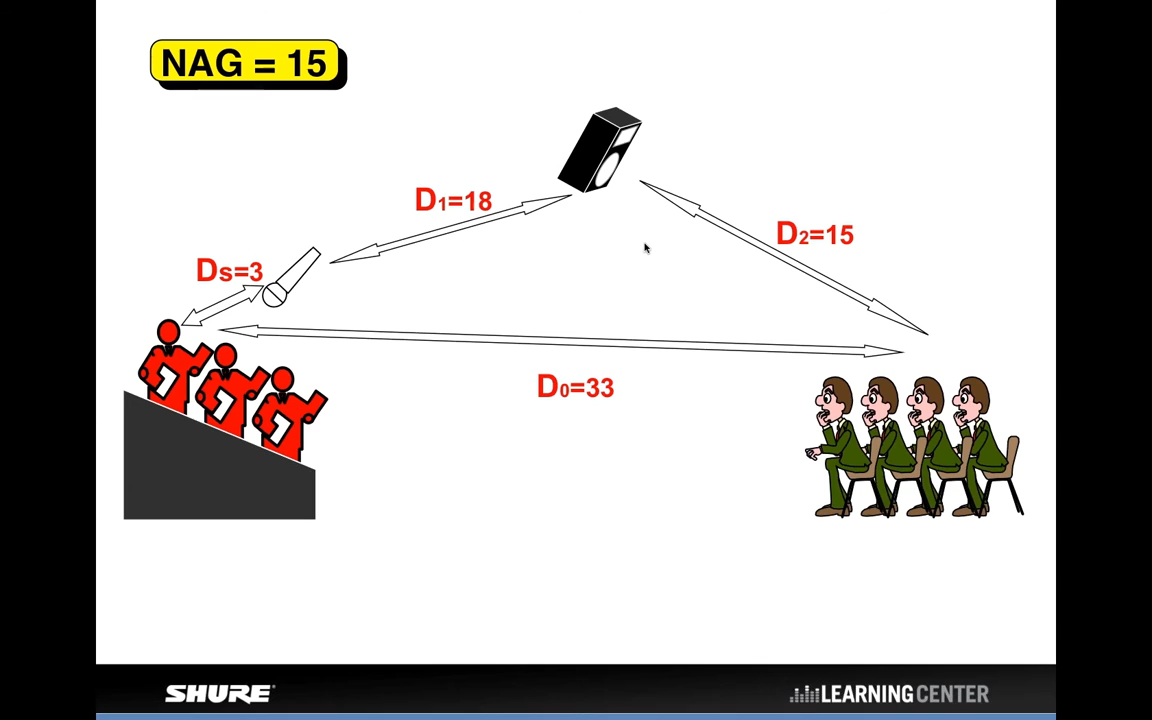 NAG = 15
D1=18
D2=15
Ds=3
D0=33
SHURE
LEARNING CENTER